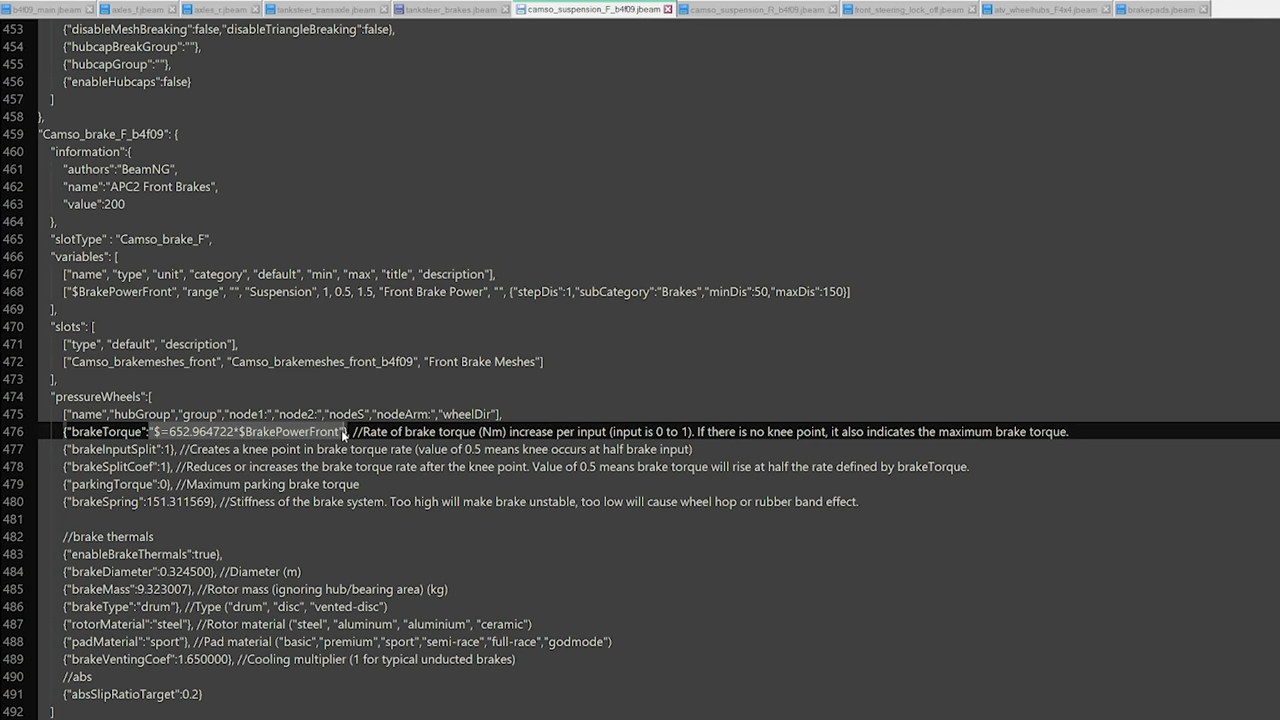 b4f09_main.jbeam axles_f.jbeam axles_r.jbeam tanksteer_transaxle.jbeam tanksteer_brakes.jbeam camso_suspension_F_b4f09.jbeam camso_suspension_R_b4f09.jbeam front_steering_lock_off.jbeam atv_wheelhubs_F4x4.jbeam brakepads.jbeam
453 {"disableMeshBreaking":false,"disableTriangleBreaking":false},
454 {"hubcapBreakGroup":""},
455 {"hubcapGroup":""},
456 {"enableHubcaps":false}
457 ]
458 },
459 "Camso_brake_F_b4f09": {
460 "information":{
461 "authors":"BeamNG",
462 "name":"APC2 Front Brakes",
463 "value":200
464 },
465 "slotType" : "Camso_brake_F",
466 "variables": [
467 ["name", "type", "unit", "category", "default", "min", "max", "title", "description"],
468 ["$BrakePowerFront", "range", "", "Suspension", 1, 0.5, 1.5, "Front Brake Power", "", {"stepDis":1,"subCategory":"Brakes","minDis":50,"maxDis":150}]
469 ],
470 "slots": [
471 ["type", "default", "description"],
472 ["Camso_brakemeshes_front", "Camso_brakemeshes_front_b4f09", "Front Brake Meshes"]
473 ],
474 "pressureWheels":[
475 ["name","hubGroup","group","node1:","node2:","nodeS","nodeArm:","wheelDir"],
476 {"brakeTorque":"$=652.964722*$BrakePowerFront"}, //Rate of brake torque (Nm) increase per input (input is 0 to 1). If there is no knee point, it also indicates the maximum brake torque.
477 {"brakeInputSplit":1}, //Creates a knee point in brake torque rate (value of 0.5 means knee occurs at half brake input)
478 {"brakeSplitCoef":1}, //Reduces or increases the brake torque rate after the knee point. Value of 0.5 means brake torque will rise at half the rate defined by brakeTorque.
479 {"parkingTorque":0}, //Maximum parking brake torque
480 {"brakeSpring":151.311569}, //Stiffness of the brake system. Too high will make brake unstable, too low will cause wheel hop or rubber band effect.
481
482 //brake thermals
483 {"enableBrakeThermals":true},
484 {"brakeDiameter":0.324500}, //Diameter (m)
485 {"brakeMass":9.323007}, //Rotor mass (ignoring hub/bearing area) (kg)
486 {"brakeType":"drum"}, //Type ("drum", "disc", "vented-disc")
487 {"rotorMaterial":"steel"}, //Rotor material ("steel", "aluminum", "aluminium", "ceramic")
488 {"padMaterial":"sport"}, //Pad material ("basic","premium","sport","semi-race","full-race","godmode")
489 {"brakeVentingCoef":1.650000}, //Cooling multiplier (1 for typical unducted brakes)
490 //abs
491 {"absSlipRatioTarget":0.2}
492 ]